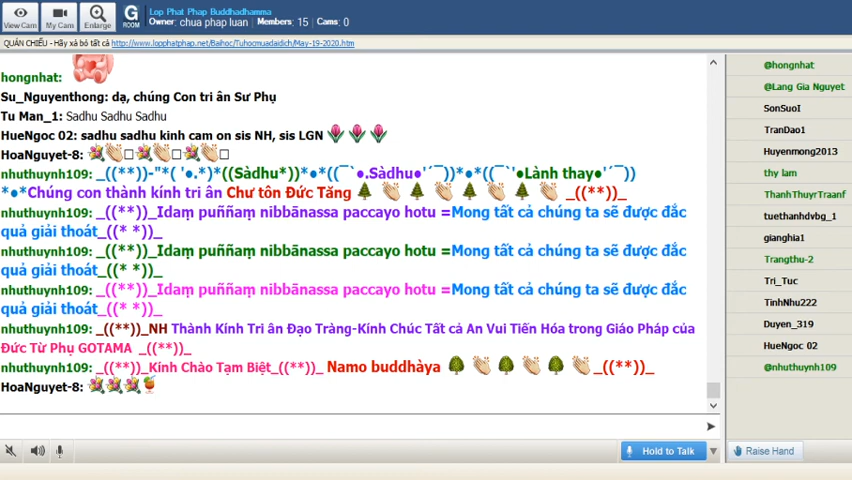 Lop Phat Phap Buddhadhamma
Owner: chua phap luan Members: 15 Cams: 0
View Cam
My Cam
Enlarge
G
ROOM
QUÁN CHIẾU - Hãy xả bỏ tất cả http://www.lopphatphap.net/Baihoc/Tuhocmuadaidich/May-19-2020.htm
hongnhat:
Su_Nguyenthong: dạ, chúng Con tri ân Sư Phụ
Tu Man_1: Sadhu Sadhu Sadhu
HueNgoc 02: sadhu sadhu kinh cam on sis NH, sis LGN 🌷🌷🌷
HoaNguyet-8: 💐👏□💐👏□💐👏□
nhuthuynh109: _((**))-"*( '●.*)*((Sàdhu*))*●*((¯`●.Sàdhu●'´¯))*●*((¯`'●Lành thay●'´¯))
*●*Chúng con thành kính tri ân Chư tôn Đức Tăng 🌲 👏 🌲 👏 🌲 👏 🌲 👏 _((**))_
nhuthuynh109: _((**))_Idaṃ puññaṃ nibbānassa paccayo hotu =Mong tất cả chúng ta sẽ được đắc
quả giải thoát_((* *))_
nhuthuynh109: _((**))_Idaṃ puññaṃ nibbānassa paccayo hotu =Mong tất cả chúng ta sẽ được đắc
quả giải thoát_((* *))_
nhuthuynh109: _((**))_Idaṃ puññaṃ nibbānassa paccayo hotu =Mong tất cả chúng ta sẽ được đắc
quả giải thoát_((* *))_
nhuthuynh109: _((**))_NH Thành Kính Tri ân Đạo Tràng-Kính Chúc Tất cả An Vui Tiến Hóa trong Giáo Pháp của
Đức Từ Phụ GOTAMA _((**))_
nhuthuynh109: _((**))_Kính Chào Tạm Biệt_((**))_ Namo buddhàya 🌳 👏 🌳 👏 🌳 👏 _((**))_
HoaNguyet-8: 💐💐💐🍹
Hold to Talk
Raise Hand
@hongnhat
@Lang Gia Nguyet
SonSuoI
TranDao1
Huyenmong2013
thy lam
ThanhThuyrTraanf
tuethanhdvbg_1
gianghia1
Trangthu-2
Tri_Tuc
TinhNhu222
Duyen_319
HueNgoc 02
@nhuthuynh109